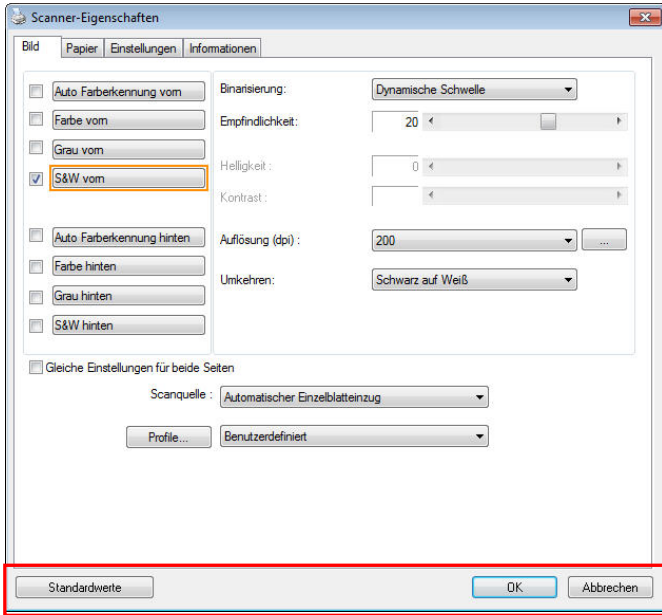 Scanner-Eigenschaften
Bild Papier Einstellungen Informationen
Auto Farberkennung vorn
Farbe vorn
Grau vorn
S&W vorn
Auto Farberkennung hinten
Farbe hinten
Grau hinten
S&W hinten
Binarisierung: Dynamische Schwelle
Empfindlichkeit: 20
Helligkeit : 0
Kontrast :
Auflösung (dpi) : 200 ...
Umkehren: Schwarz auf Weiß
Gleiche Einstellungen für beide Seiten
Scanquelle : Automatischer Einzelblatteinzug
Profile... Benutzerdefiniert
Standardwerte OK Abbrechen